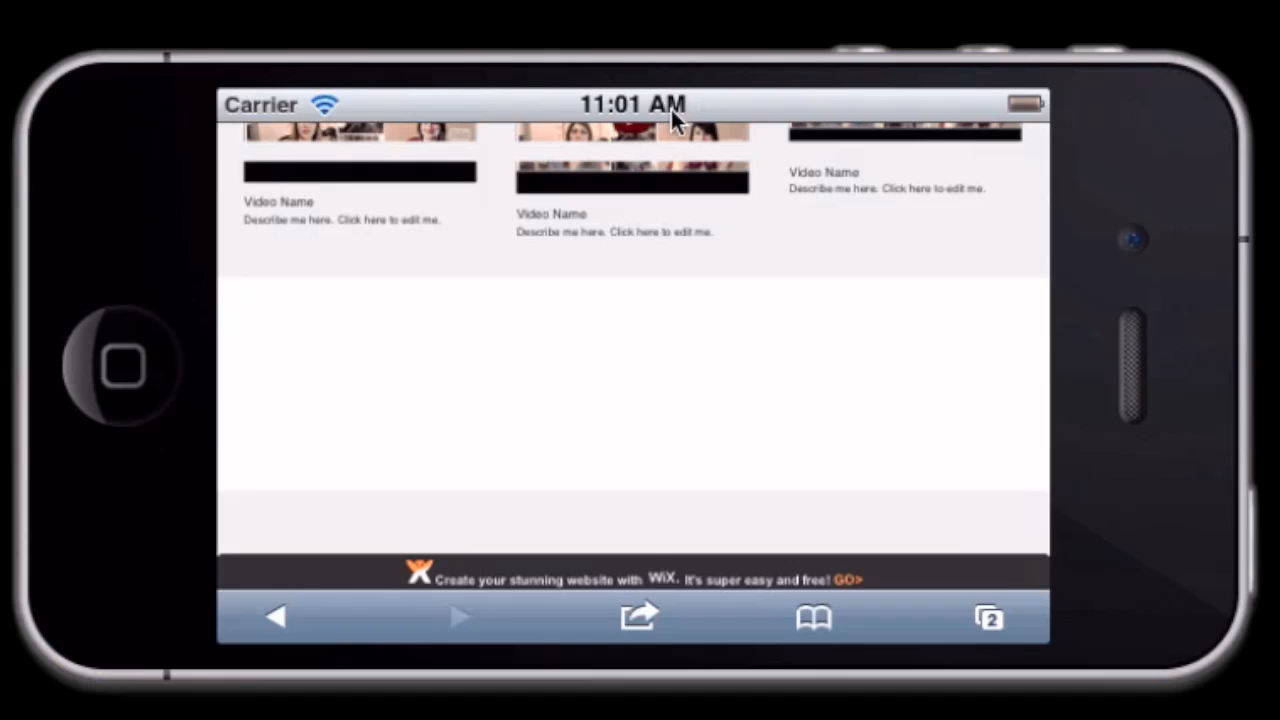 Carrier
11:01 AM
Video Name
Describe me here. Click here to edit me.
Video Name
Describe me here. Click here to edit me.
Video Name
Describe me here. Click here to edit me.
Create your stunning website with WiX. It's super easy and free! GO>
2